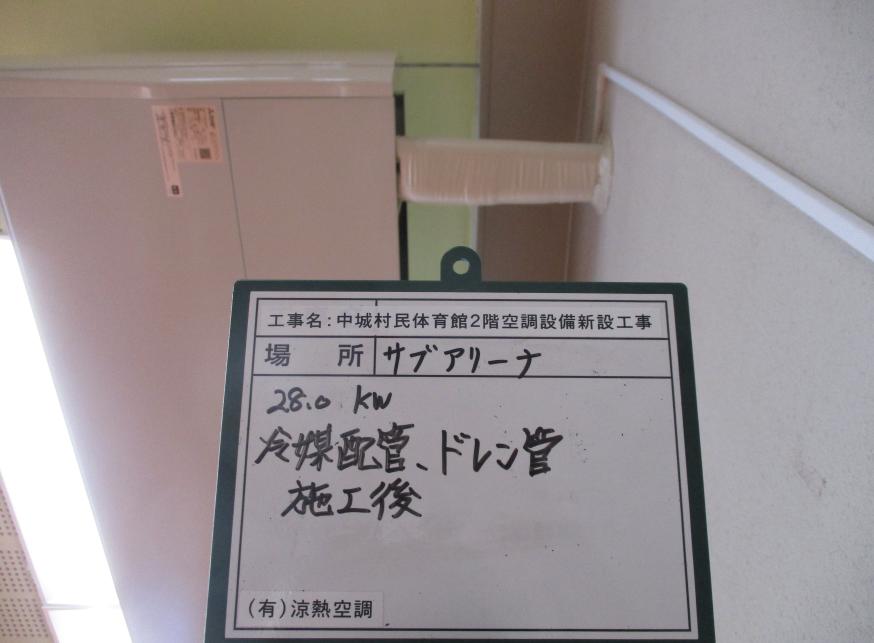 工事名:中城村民体育館2階空調設備新設工事
場 所 サブアリーナ
28.0 KW
冷媒配管、ドレン管
施工後
(有)涼熱空調